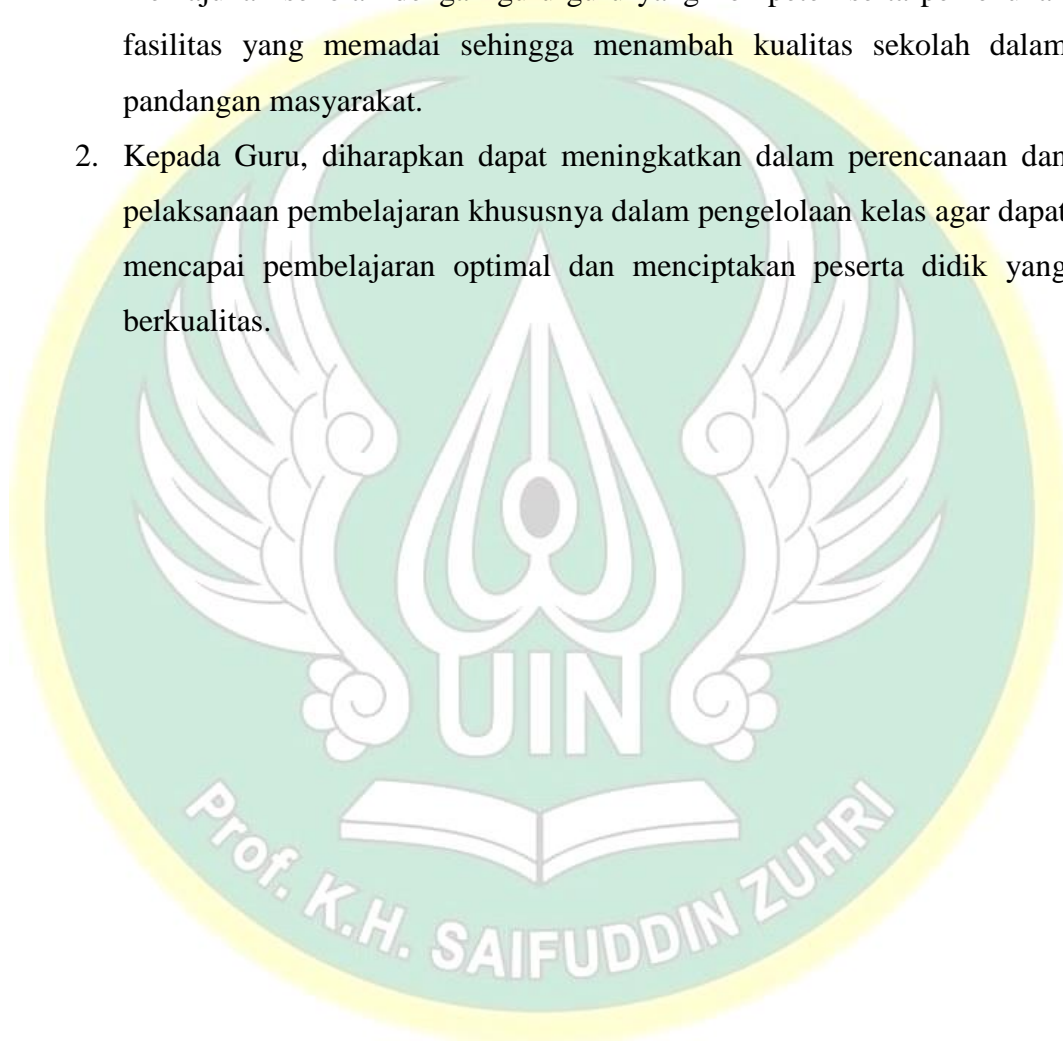 fasilitas yang memadai sehingga menambah kualitas sekolah dalam
pandangan masyarakat.
2. Kepada Guru, diharapkan dapat meningkatkan dalam perencanaan dan
pelaksanaan pembelajaran khususnya dalam pengelolaan kelas agar dapat
mencapai pembelajaran optimal dan menciptakan peserta didik yang
berkualitas.
UIN
Prof. K.H. SAIFUDDIN ZUHRI